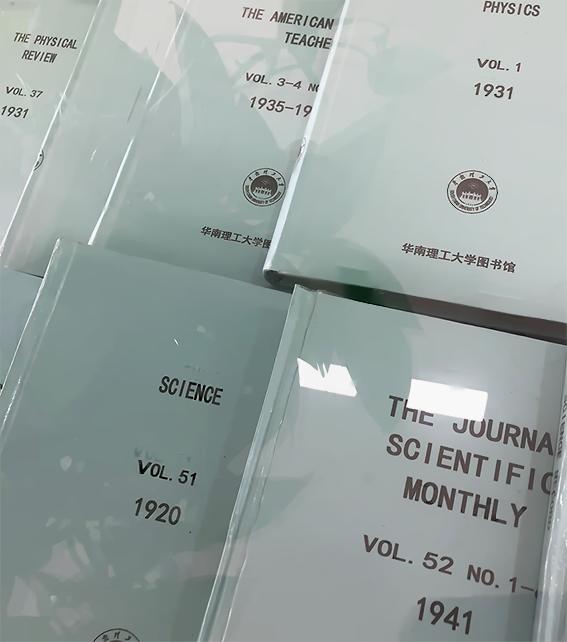 THE PHYSICAL
REVIEW
VOL. 37
1931
THE AMERICAN
TEACHE
VOL. 3-4 NO
1935-19
华南理工大学图
PHYSICS
VOL. 1
1931
华南理工大学图书馆
SCIENCE
VOL. 51
1920
THE JOURNA
SCIENTIFIC
MONTHLY
VOL. 52 NO. 1-
1941